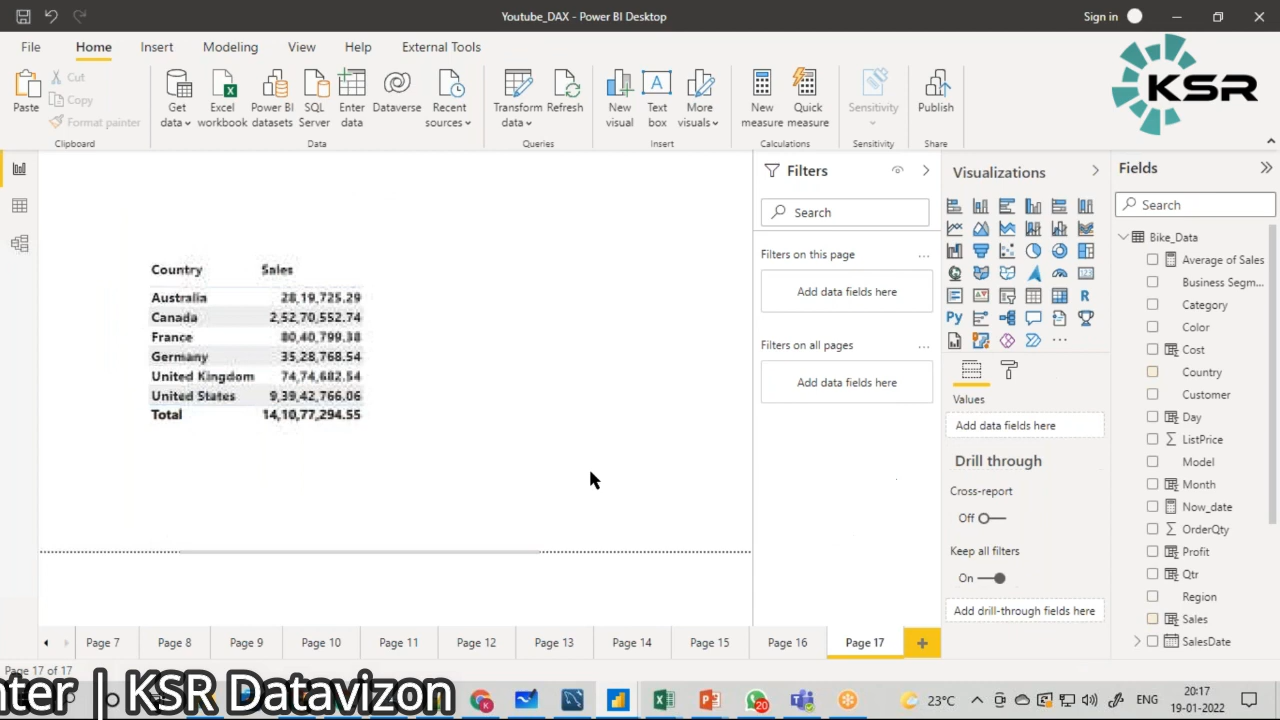 Youtube_DAX - Power BI Desktop
Sign in
File Home Insert Modeling View Help External Tools
KSR
Paste
Cut
Copy
Format painter
Clipboard
Get data
Excel workbook
Power BI datasets
SQL Server
Enter data
Dataverse
Recent sources
Data
Transform data
Refresh
Queries
New visual
Text box
More visuals
Insert
New measure
Quick measure
Calculations
Sensitivity
Sensitivity
Publish
Share
Country Sales
Australia 28,19,725.29
Canada 2,52,70,552.74
France 80,40,799.38
Germany 35,28,768.54
United Kingdom 74,74,682.54
United States 9,39,42,766.06
Total 14,10,77,294.55
Filters
Search
Filters on this page ...
Add data fields here
Filters on all pages ...
Add data fields here
Visualizations
R
Py
...
Values
Add data fields here
Drill through
Cross-report
Off
Keep all filters
On
Add drill-through fields here
Fields
Search
Bike_Data
Average of Sales
Business Segm...
Category
Color
Cost
Country
Customer
Day
ListPrice
Model
Month
Now_date
OrderQty
Profit
Qtr
Region
Sales
SalesDate
Page 7 Page 8 Page 9 Page 10 Page 11 Page 12 Page 13 Page 14 Page 15 Page 16 Page 17 +
Page 17 of 17
nter | KSR Datavizon
20
23°C
ENG
20:17
19-01-2022